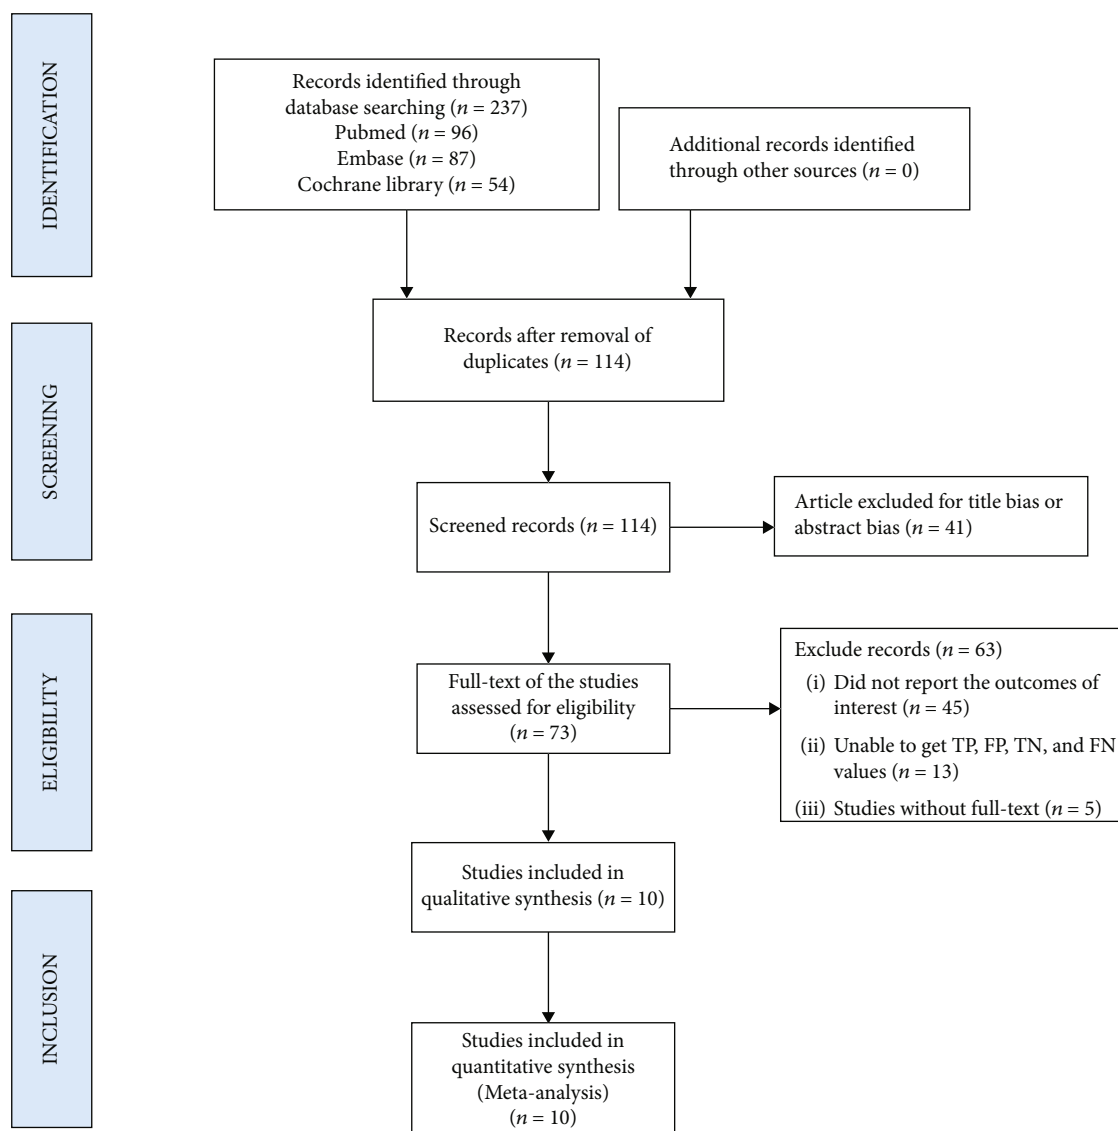 IDENTIFICATION
Records identified through
database searching (n = 237)
Pubmed (n = 96)
Embase (n = 87)
Cochrane library (n = 54)
Additional records identified
through other sources (n = 0)
SCREENING
Records after removal of
duplicates (n = 114)
Screened records (n = 114)
Article excluded for title bias or
abstract bias (n = 41)
ELIGIBILITY
Full-text of the studies
assessed for eligibility
(n = 73)
Exclude records (n = 63)
(i) Did not report the outcomes of
interest (n = 45)
(ii) Unable to get TP, FP, TN, and FN
values (n = 13)
(iii) Studies without full-text (n = 5)
Studies included in
qualitative synthesis (n = 10)
INCLUSION
Studies included in
quantitative synthesis
(Meta-analysis)
(n = 10)